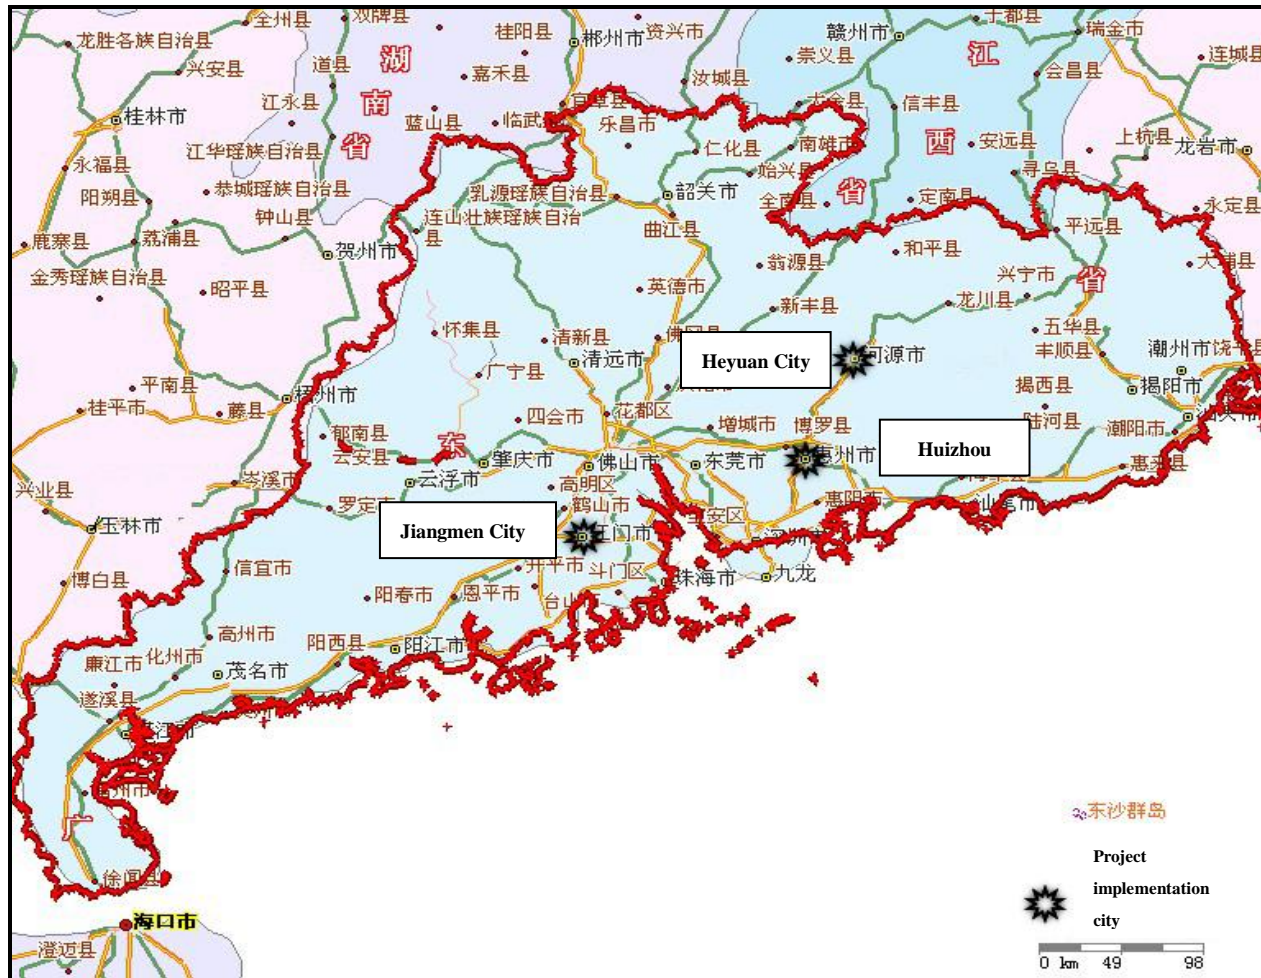 全州县
双牌县
桂阳县
资兴市
于都县
瑞金市
龙胜各族自治县
郴州市
赣州市
连城县
兴安县
道县
湖
嘉禾县
汝城县
崇义县
江
会昌县
桂林市
江永县
南
蓝山县
临武
乐昌市
信丰县
江华瑶族自治县
省
仁化县
南雄市
西
安远县
上杭县
龙岩市
永福县
始兴县
寻乌县
阳朔县
恭城瑶族自治县
乳源瑶族自治县
韶关市
全南县
省
定南县
永定县
钟山县
连山壮族瑶族自治
县
曲江县
平远县
鹿寨县
荔浦县
贺州市
翁源县
和平县
大埔县
金秀瑶族自治县
昭平县
英德市
兴宁市
省
新丰县
龙川县
怀集县
清新县
五华县
Heyuan City
河源市
丰顺县
潮州市
饶平县
清远市
广宁县
平南县
梧州市
揭西县
揭阳市
桂平市
藤县
四会市
花都区
增城市
博罗县
陆河县
潮阳市
郁南县
东
云安县
肇庆市
佛山市
东莞市
惠州市
Huizhou
惠来县
兴业县
岑溪市
云浮市
高明区
罗定市
鹤山市
惠阳市
汕尾市
玉林市
Jiangmen City
江门市
宝安区
深圳市
博白县
信宜市
开平市
斗门区
珠海市
九龙
阳春市
恩平市
台山
高州市
阳西县
阳江市
廉江市
化州市
茂名市
遂溪县
湛江市
广
徐闻县
海口市
澄迈县
东沙群岛
Project
implementation
city
0 km 49 98